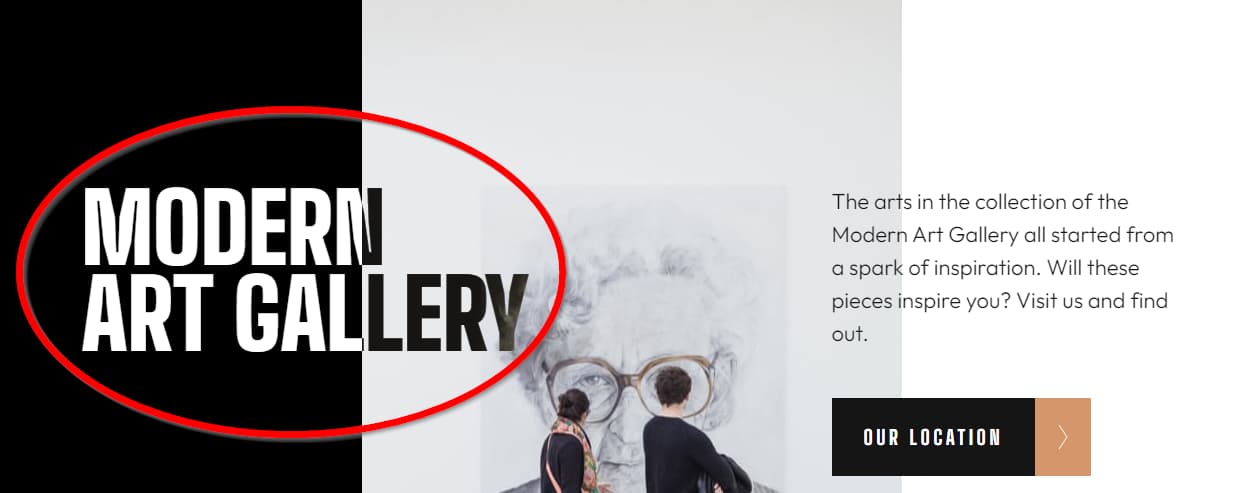 MODERN
ART GALLERY
The arts in the collection of the
Modern Art Gallery all started from
a spark of inspiration. Will these
pieces inspire you? Visit us and find
out.
OUR LOCATION